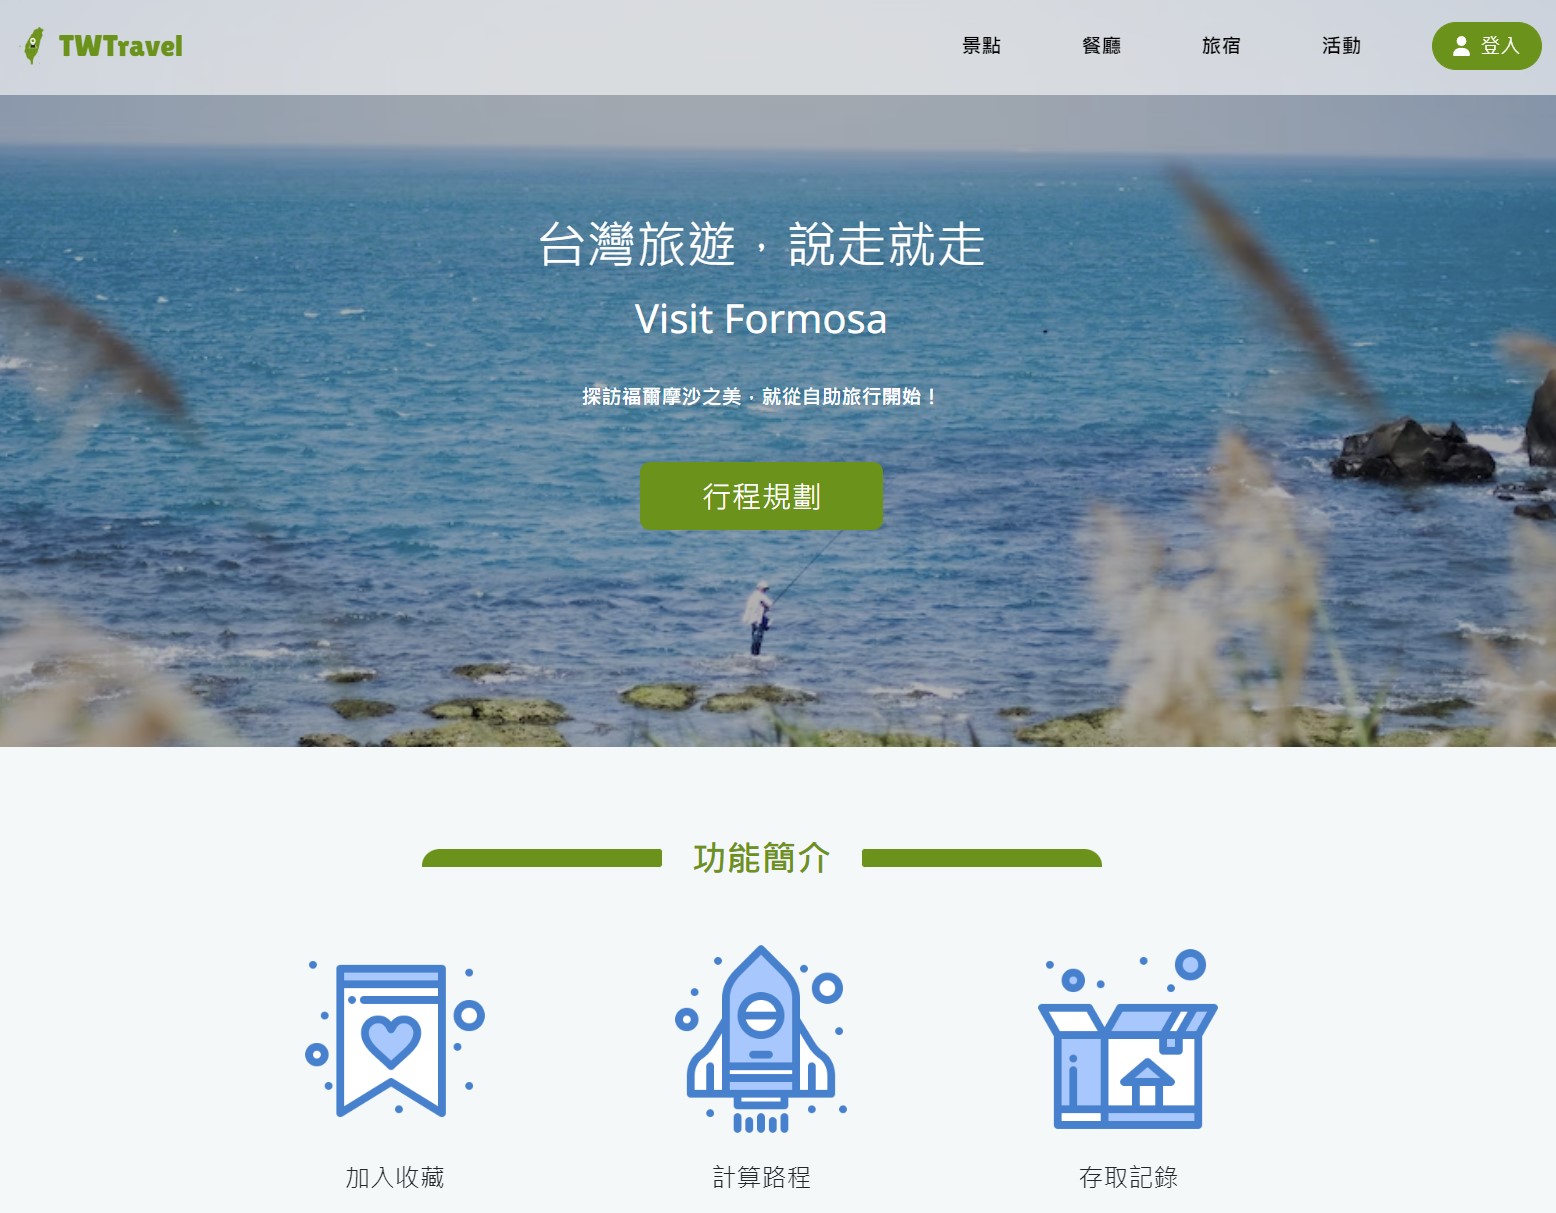 TWTravel
景點
餐廳
旅宿
活動
登入
台灣旅遊，說走就走
Visit Formosa
探訪福爾摩沙之美，就從自助旅行開始！
行程規劃
功能簡介
加入收藏
計算路程
存取記錄